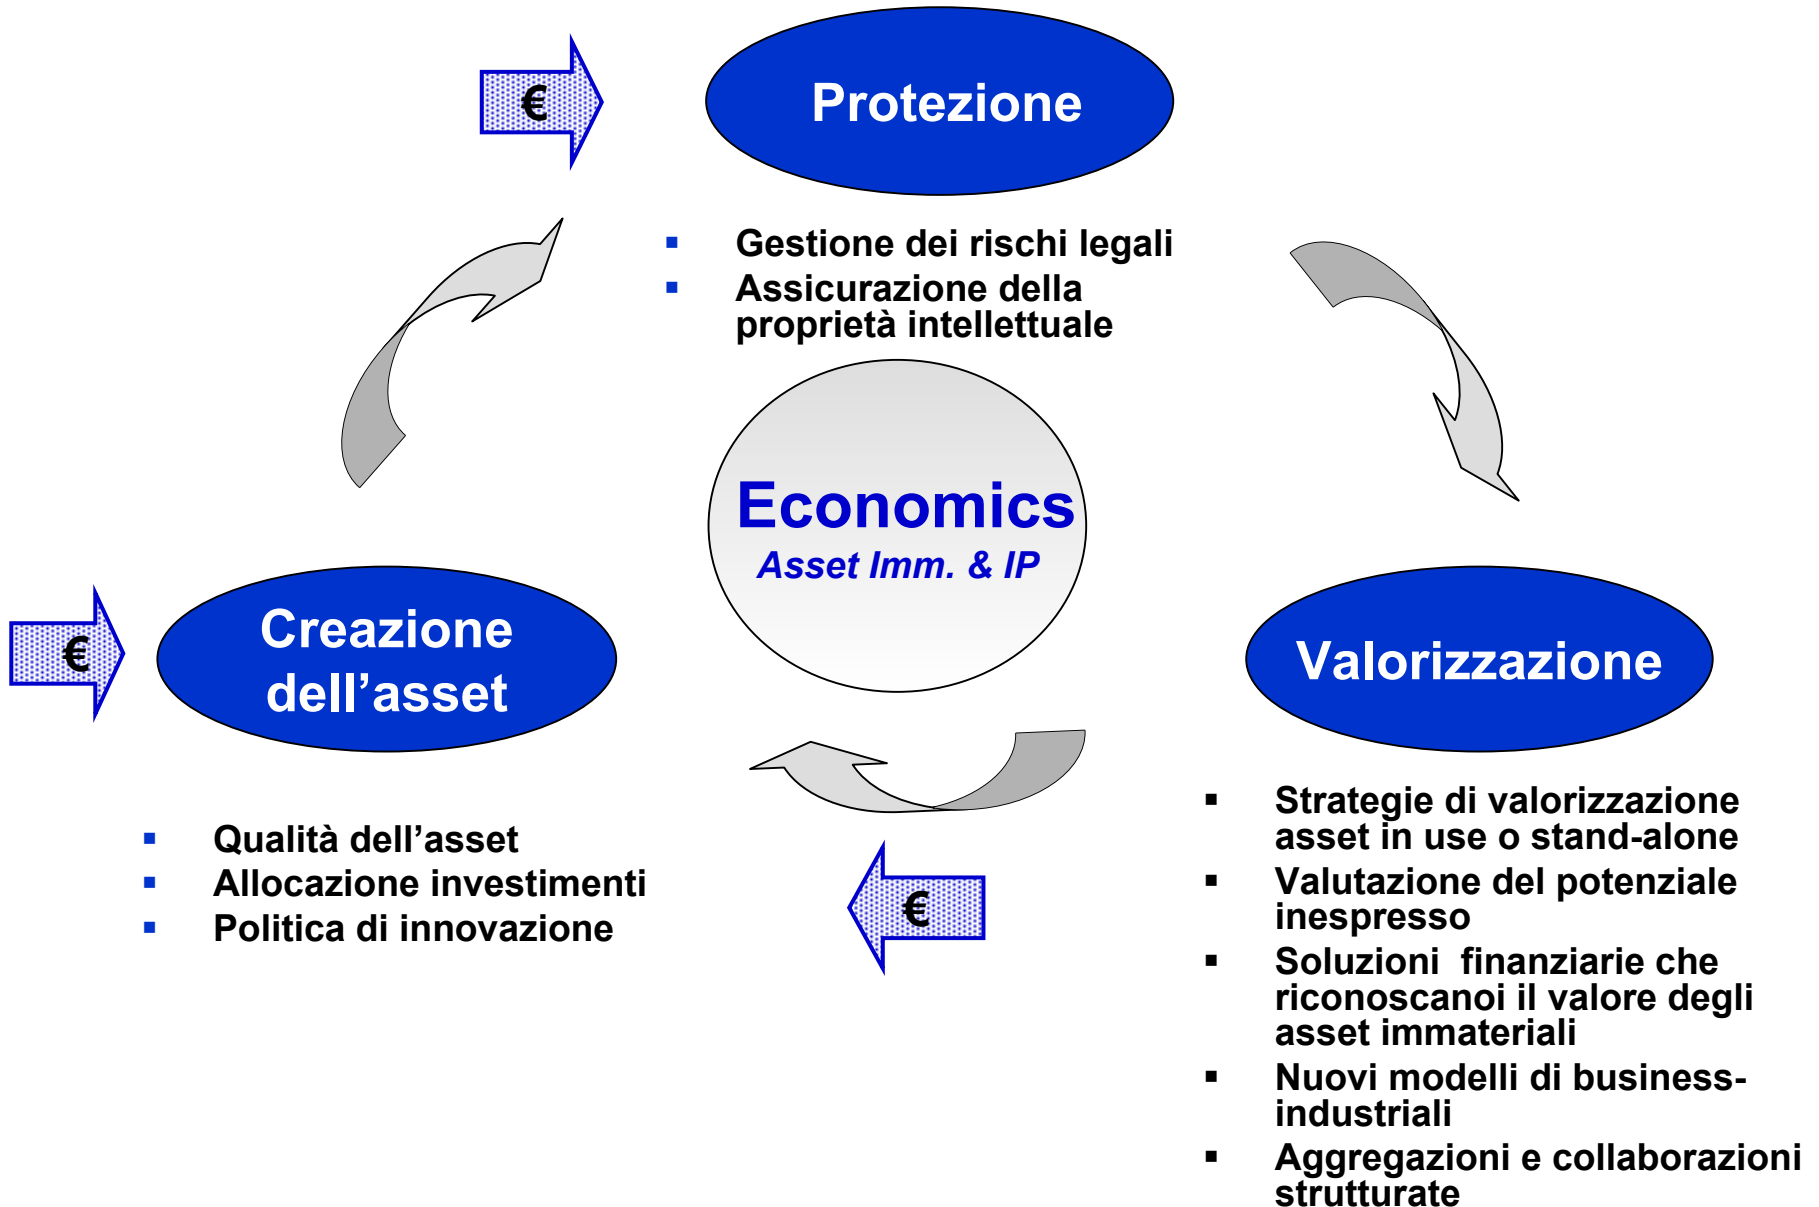 €
Protezione
▪ Gestione dei rischi legali
▪ Assicurazione della
proprietà intellettuale
Economics
Asset Imm. & IP
€
Creazione
dell’asset
▪ Qualità dell’asset
▪ Allocazione investimenti
▪ Politica di innovazione
€
Valorizzazione
▪ Strategie di valorizzazione
asset in use o stand-alone
▪ Valutazione del potenziale
inespresso
▪ Soluzioni  finanziarie che
riconoscanoi il valore degli
asset immateriali
▪ Nuovi modelli di business-
industriali
▪ Aggregazioni e collaborazioni
strutturate